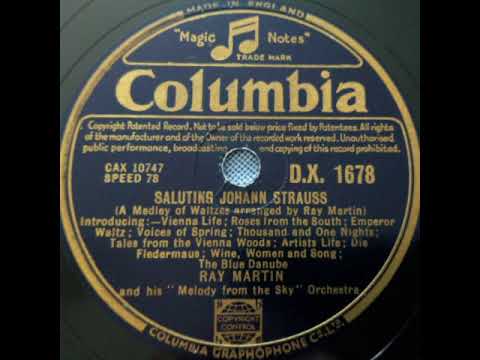 MADE IN ENGLAND
"Magic Notes"
TRADE MARK
Columbia
Copyright Patented Record. Not to be sold below price fixed by Patentees. All rights
of the manufacturer and of the Owner of the recorded work reserved. Unauthorised
public performance, broadcasting and copying of this record prohibited.
CAX 10747
SPEED 78
D.X. 1678
SALUTING JOHANN STRAUSS
(A Medley of Waltzes arranged by Ray Martin)
Introducing:—Vienna Life; Roses from the South; Emperor
Waltz; Voices of Spring; Thousand and One Nights;
Tales from the Vienna Woods; Artists Life; Die
Fledermaus; Wine, Women and Song;
The Blue Danube
RAY MARTIN
and his "Melody from the Sky" Orchestra
COPYRIGHT
CONTROL
COLUMBIA GRAPHOPHONE Co. Ltd.